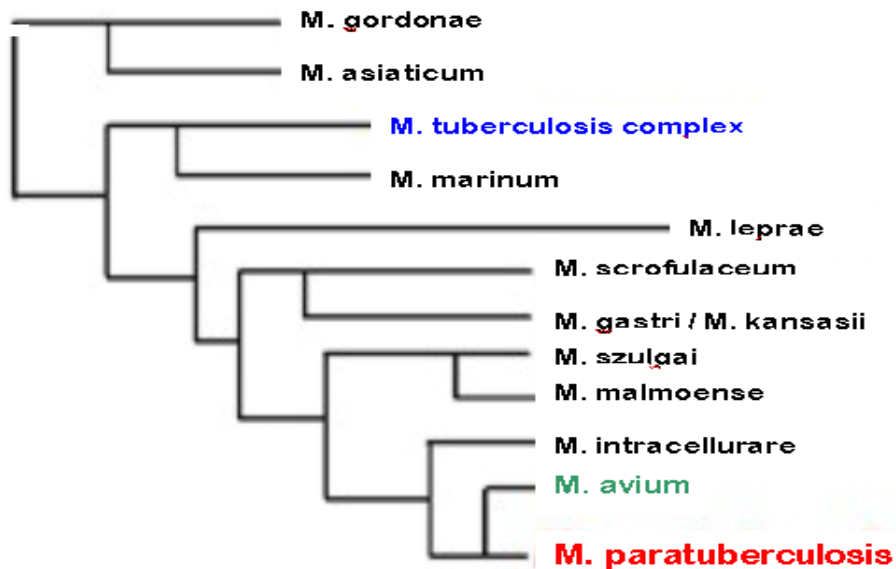 M. gordonae
M. asiaticum
M. tuberculosis complex
M. marinum
M. leprae
M. scrofulaceum
M. gastri / M. kansasii
M. szulgai
M. malmoense
M. intracellurare
M. avium
M. paratuberculosis